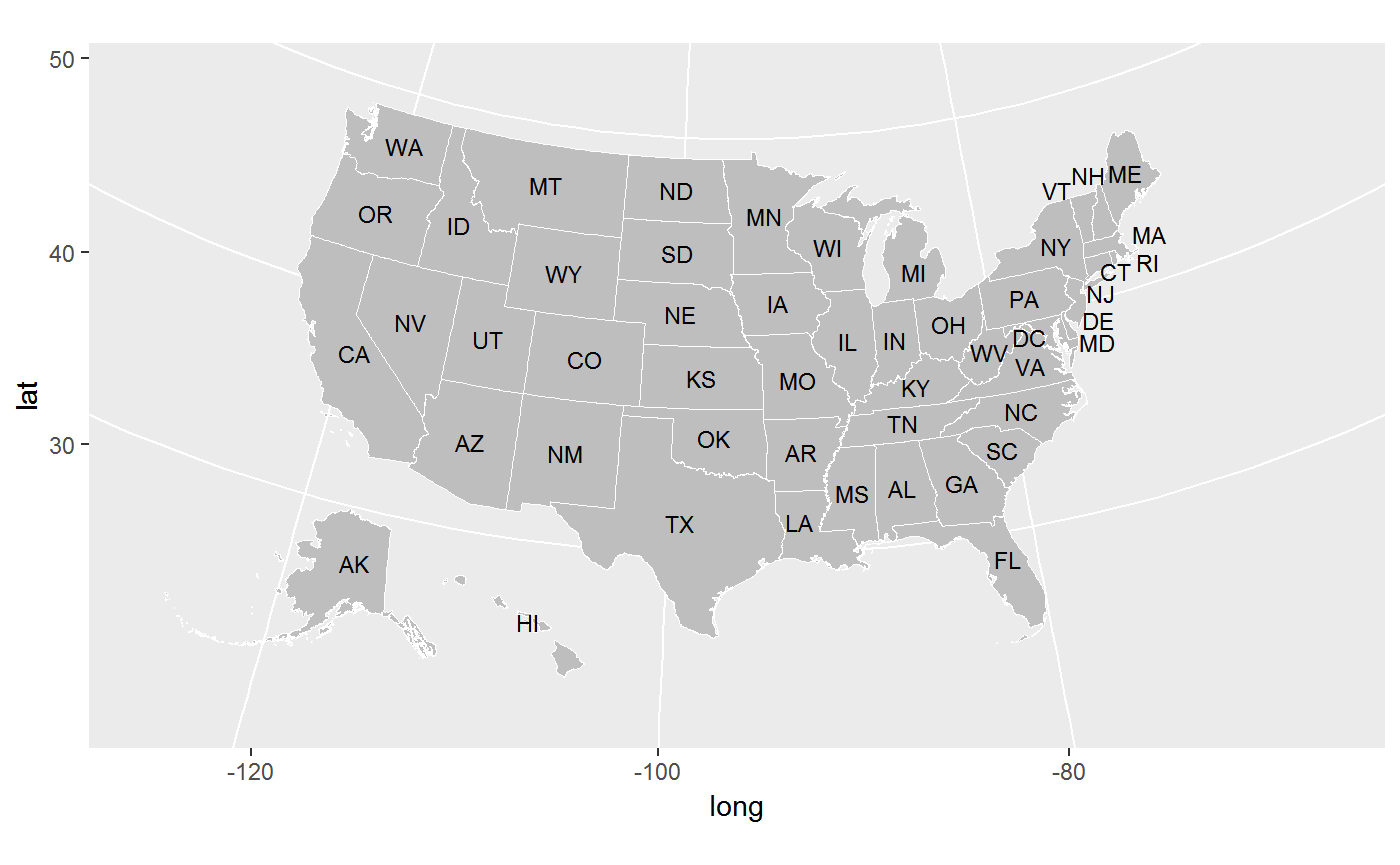 50
40
30
lat
WA
MT
ND
MN
VT
NH
ME
OR
ID
SD
WI
MI
NY
MA
RI
CT
WY
NE
IA
PA
NJ
NV
UT
CO
IL
IN
OH
DE
CA
KS
MO
KY
WV
DC
MD
VA
AZ
NM
OK
AR
TN
NC
SC
TX
LA
MS
AL
GA
AK
FL
HI
-120
-100
-80
long